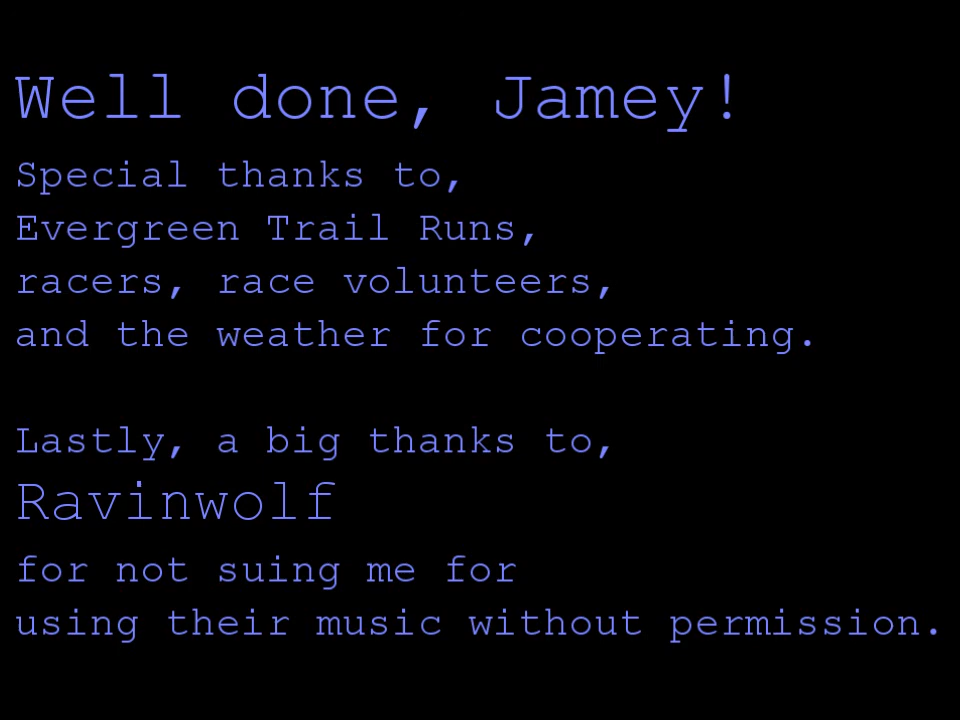 Well done, Jamey!
Special thanks to,
Evergreen Trail Runs,
racers, race volunteers,
and the weather for cooperating.
Lastly, a big thanks to,
Ravinwolf
for not suing me for
using their music without permission.